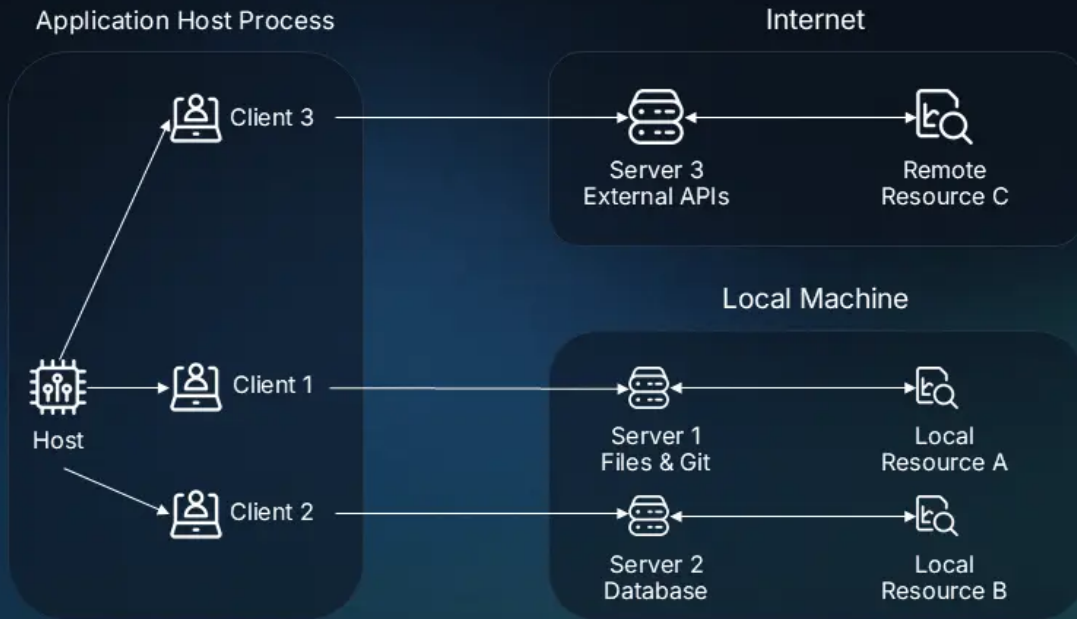 Application Host Process
Internet
Client 3
Server 3
External APIs
Remote
Resource C
Local Machine
Host
Client 1
Server 1
Files & Git
Local
Resource A
Client 2
Server 2
Database
Local
Resource B